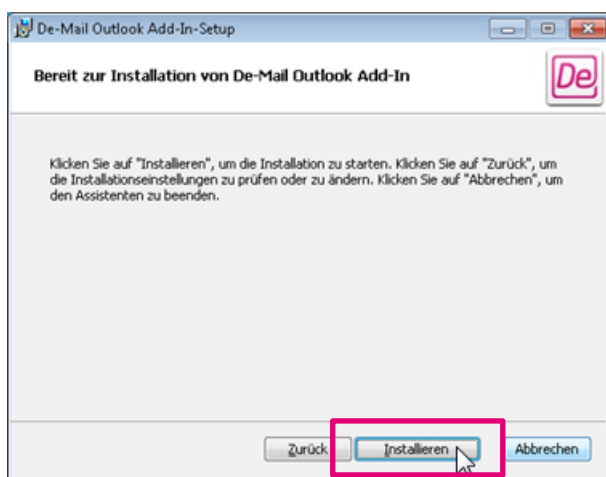 De-Mail Outlook Add-In-Setup
Bereit zur Installation von De-Mail Outlook Add-In
De
Klicken Sie auf "Installieren", um die Installation zu starten. Klicken Sie auf "Zurück", um
die Installationseinstellungen zu prüfen oder zu ändern. Klicken Sie auf "Abbrechen", um
den Assistenten zu beenden.
Zurück
Installieren
Abbrechen